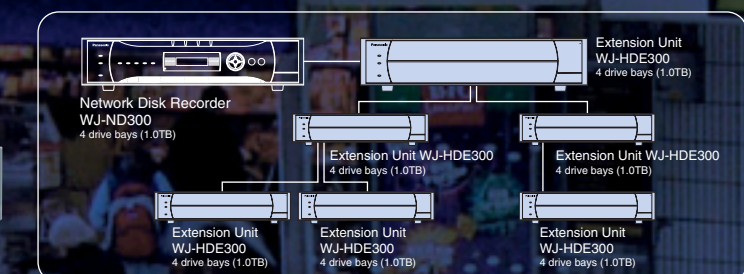 Panasonic
Panasonic
Network Disk Recorder
WJ-ND300
4 drive bays (1.0TB)
Extension Unit
WJ-HDE300
4 drive bays (1.0TB)
Extension Unit WJ-HDE300
4 drive bays (1.0TB)
Extension Unit WJ-HDE300
4 drive bays (1.0TB)
Extension Unit
WJ-HDE300
4 drive bays (1.0TB)
Extension Unit
WJ-HDE300
4 drive bays (1.0TB)
Extension Unit
WJ-HDE300
4 drive bays (1.0TB)